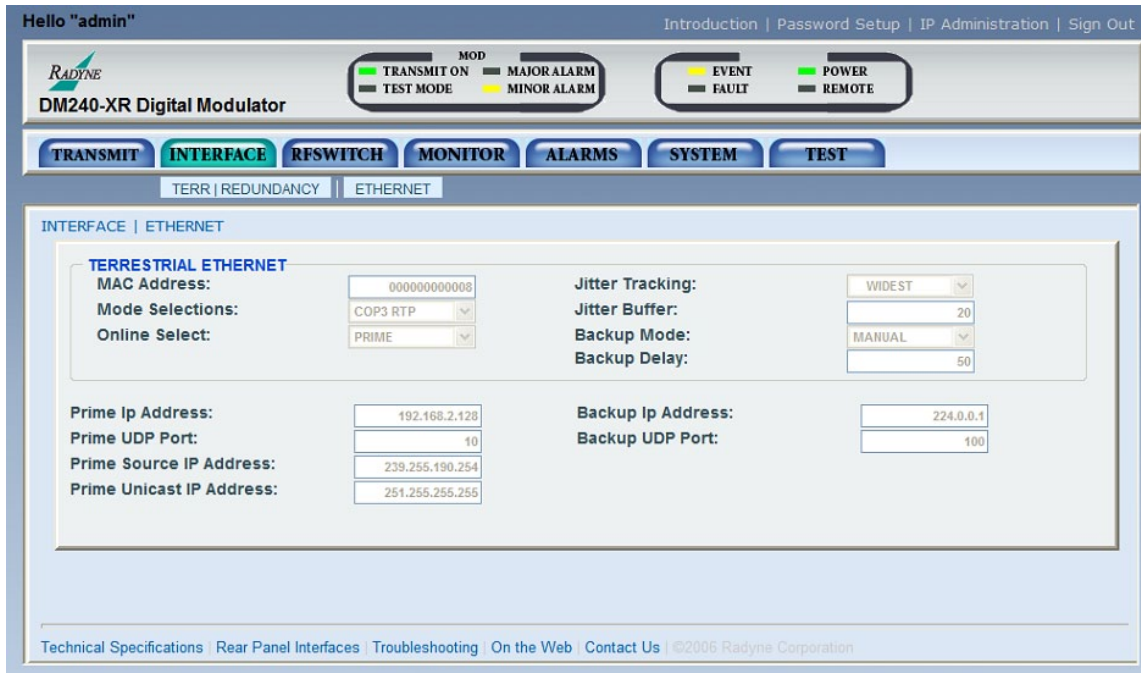 Hello "admin"
Introduction | Password Setup | IP Administration | Sign Out
RADYNE
DM240-XR Digital Modulator
MOD
TRANSMIT ON MAJOR ALARM
TEST MODE MINOR ALARM
EVENT POWER
FAULT REMOTE
TRANSMIT INTERFACE RFSWITCH MONITOR ALARMS SYSTEM TEST
TERR | REDUNDANCY | ETHERNET
INTERFACE | ETHERNET
TERRESTRIAL ETHERNET
MAC Address: 000000000008 Jitter Tracking: WIDEST
Mode Selections: COP3 RTP Jitter Buffer: 20
Online Select: PRIME Backup Mode: MANUAL
Backup Delay: 50
Prime Ip Address: 192.168.2.128 Backup Ip Address: 224.0.0.1
Prime UDP Port: 10 Backup UDP Port: 100
Prime Source IP Address: 239.255.190.254
Prime Unicast IP Address: 251.255.255.255
Technical Specifications | Rear Panel Interfaces | Troubleshooting | On the Web | Contact Us | ©2006 Radyne Corporation